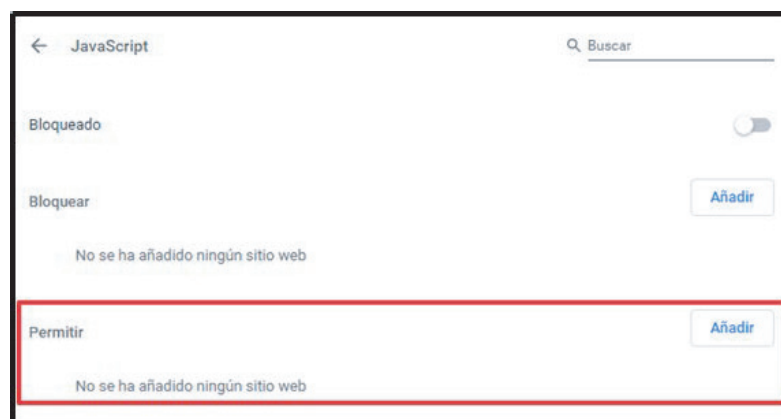 JavaScript
Buscar
Bloqueado
Bloquear
Añadir
No se ha añadido ningún sitio web
Permitir
Añadir
No se ha añadido ningún sitio web